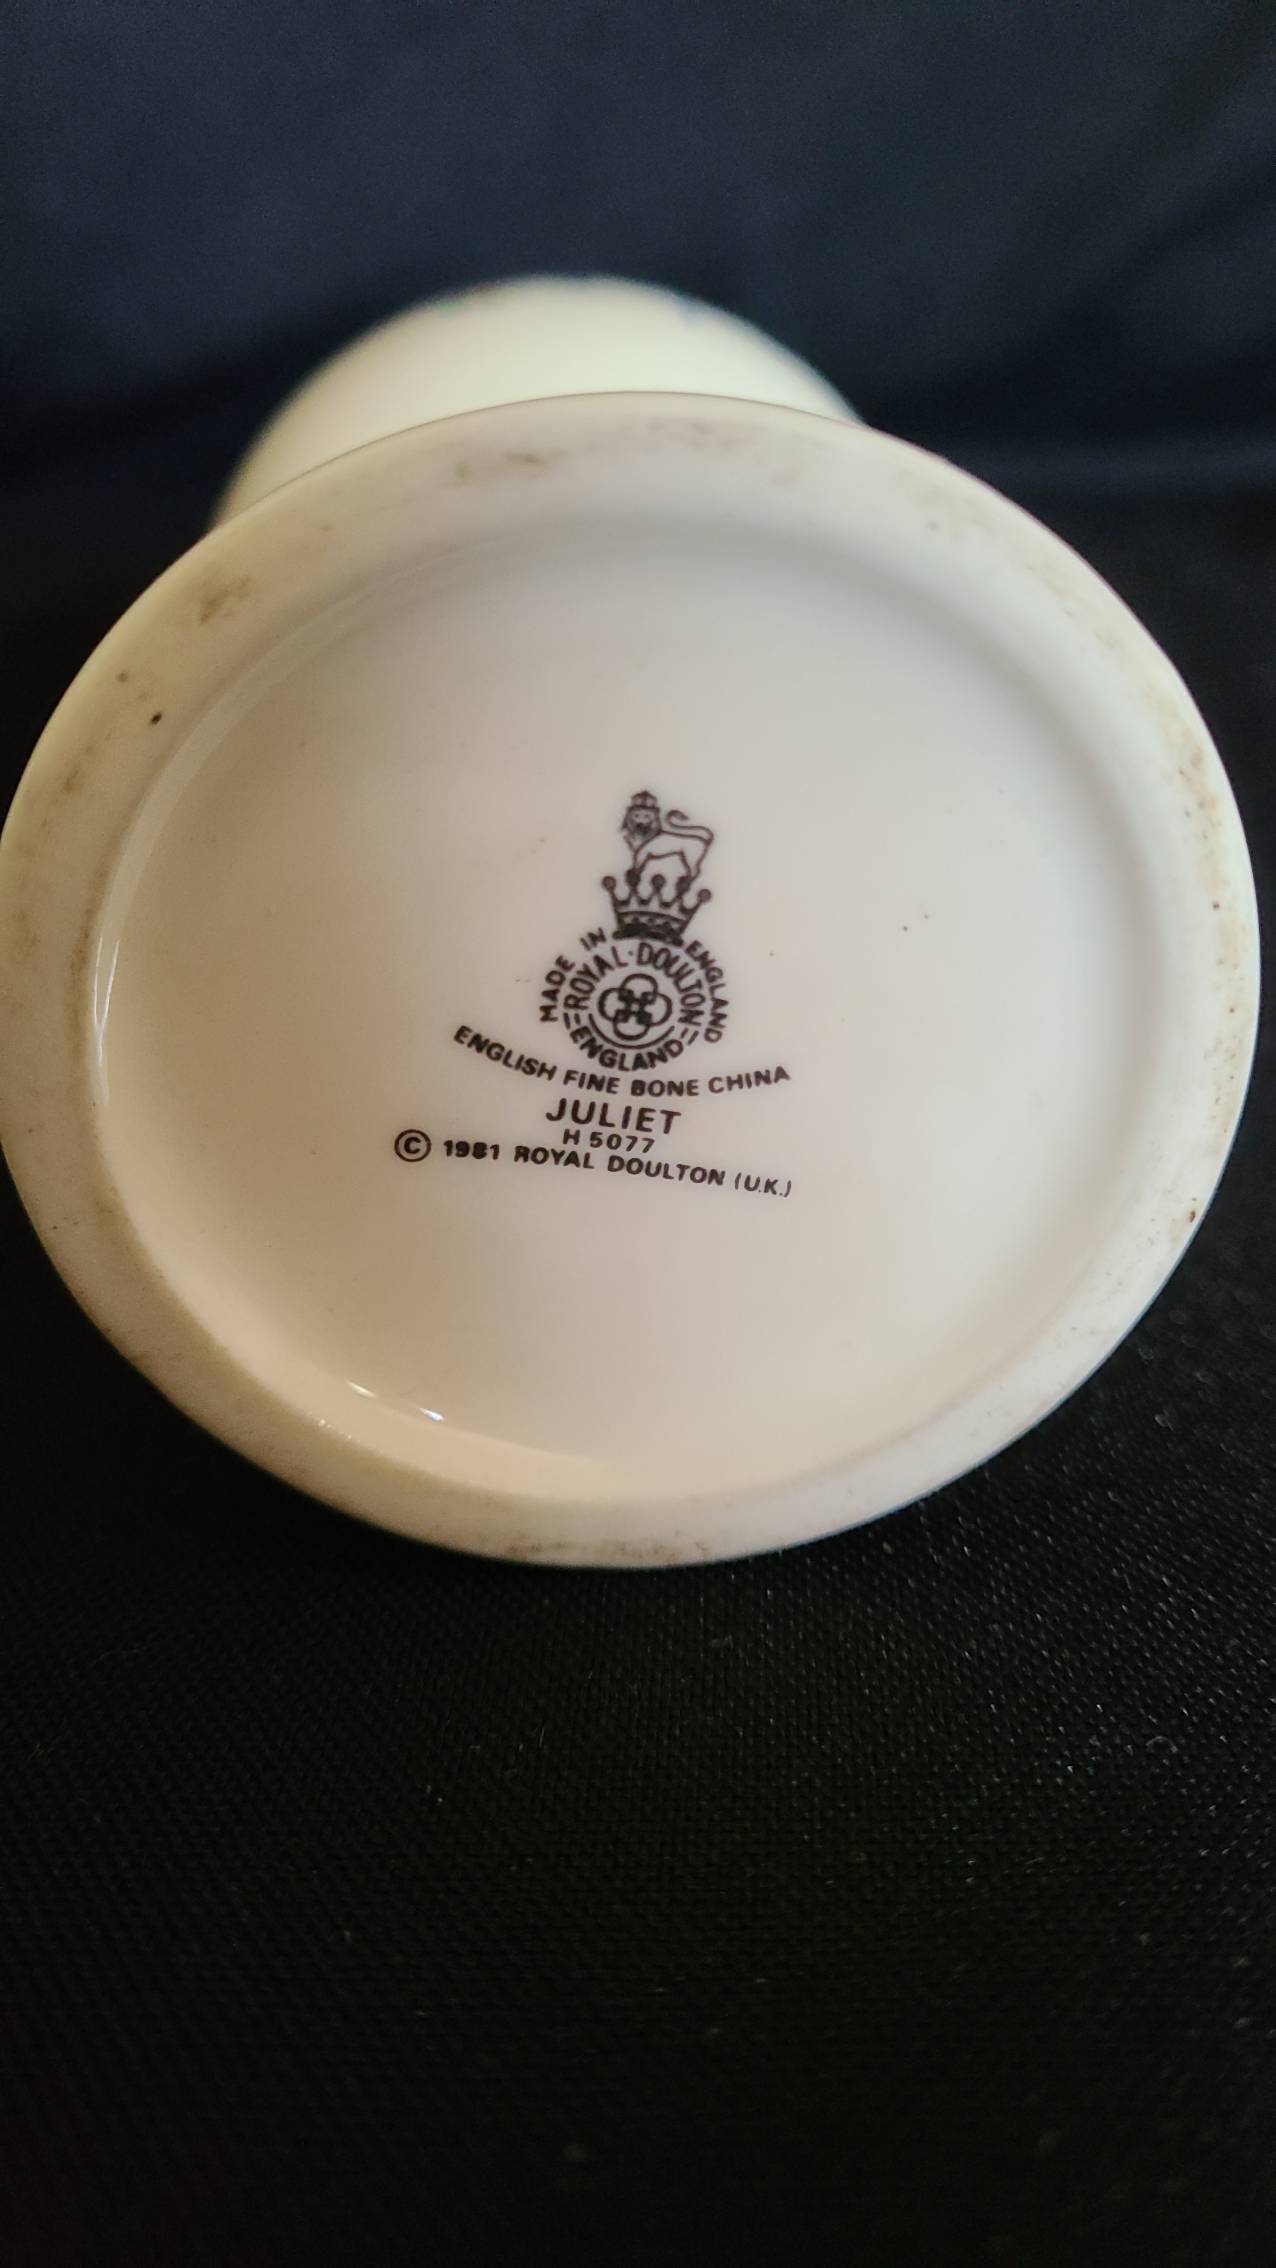 MADE IN ENGLAND
ROYAL·DOULTON
ENGLAND
ENGLISH FINE BONE CHINA
JULIET
H 5077
© 1981 ROYAL DOULTON (U.K.)